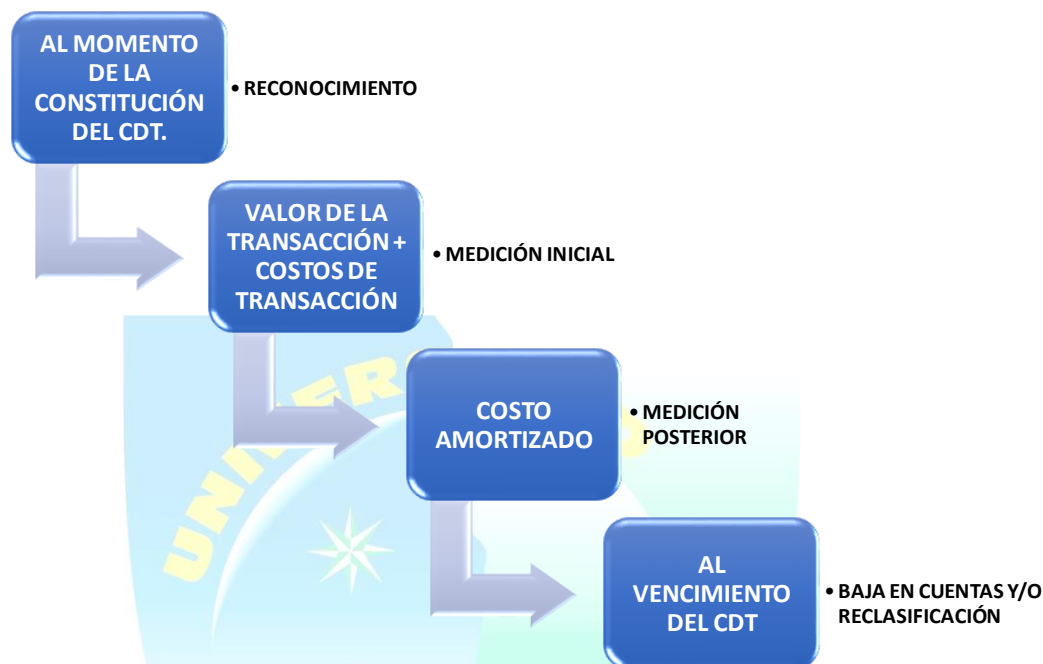 AL MOMENTO
DE LA
CONSTITUCIÓN
DEL CDT.
• RECONOCIMIENTO
VALOR DE LA
TRANSACCIÓN +
COSTOS DE
TRANSACCIÓN
• MEDICIÓN INICIAL
COSTO
AMORTIZADO
• MEDICIÓN
POSTERIOR
AL
VENCIMIENTO
DEL CDT
• BAJA EN CUENTAS Y/O
RECLASIFICACIÓN